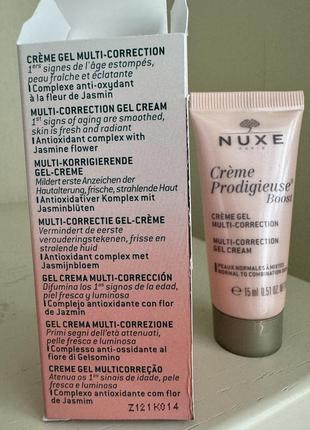 CRÈME GEL MULTI-CORRECTION
1ers signes de l'âge estompés,
peau fraîche et éclatante
Complexe anti-oxydant
à la fleur de Jasmin
MULTI-CORRECTION GEL CREAM
1st signs of aging are smoothed,
skin is fresh and radiant
Antioxidant complex with
Jasmine flower
MULTI-KORRIGIERENDE
GEL-CREME
Mildert erste Anzeichen der
Hautalterung, frische, strahlende Haut
Antioxidativer Komplex mit
Jasminblüten
MULTI-CORRECTIE GEL-CRÈME
Vermindert de eerste
verouderingstekenen, frisse en
stralende huid
Antioxidant complex met
Jasmijnbloem
GEL CREMA MULTI-CORRECCIÓN
Difumina los 1os signos de la edad,
piel fresca y luminosa
Complejo antioxidante con flor
de Jazmín
GEL CREMA MULTI-CORREZIONE
Primi segni dell'età attenuati,
pelle fresca e luminosa
Complesso anti-ossidante al
fiore di Gelsomino
CREME GEL MULTICORREÇÃO
Atenua os 1os sinais de idade, pele
fresca e luminosa
Complexo antioxidante com flor
de Jasmim
Z121K014
NUXE
PARIS
Crème
Prodigieuse®
Boost
CRÈME GEL
MULTI-CORRECTION
MULTI-CORRECTION
GEL CREAM
PEAUX NORMALES À MIXTES
NORMAL TO COMBINATION
15ml 0.51